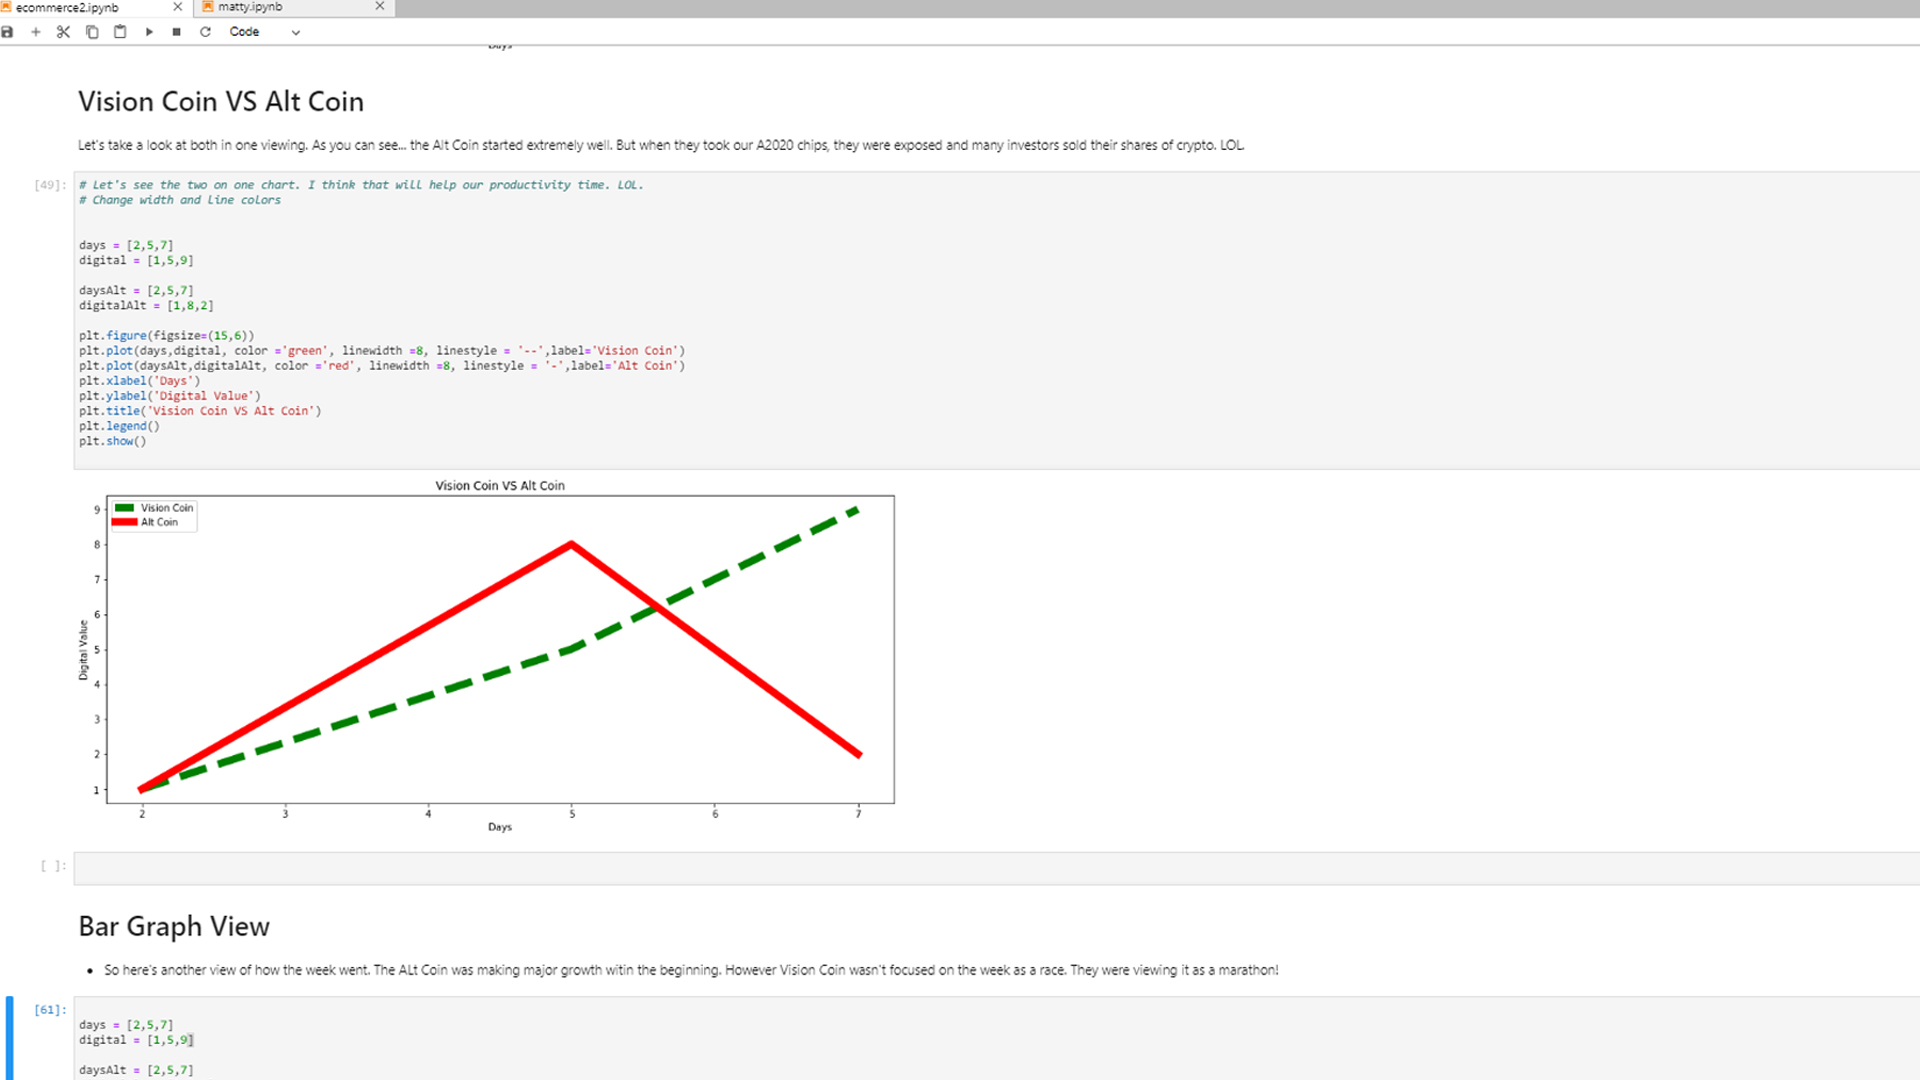 ecommerce2.ipynb
matty.ipynb
Code
Days
Vision Coin VS Alt Coin
Let's take a look at both in one viewing. As you can see... the Alt Coin started extremely well. But when they took our A2020 chips, they were exposed and many investors sold their shares of crypto. LOL.
[49]:
# Let's see the two on one chart. I think that will help our productivity time. LOL.
# Change width and line colors
days = [2,5,7]
digital = [1,5,9]
daysAlt = [2,5,7]
digitalAlt = [1,8,2]
plt.figure(figsize=(15,6))
plt.plot(days,digital, color ='green', linewidth =8, linestyle = '--',label='Vision Coin')
plt.plot(daysAlt,digitalAlt, color ='red', linewidth =8, linestyle = '-',label='Alt Coin')
plt.xlabel('Days')
plt.ylabel('Digital Value')
plt.title('Vision Coin VS Alt Coin')
plt.legend()
plt.show()
Vision Coin VS Alt Coin
Vision Coin
Alt Coin
9
8
7
6
5
4
3
2
1
Digital Value
2 3 4 5 6 7
Days
[ ]:
Bar Graph View
• So here's another view of how the week went. The ALt Coin was making major growth witin the beginning. However Vision Coin wasn't focused on the week as a race. They were viewing it as a marathon!
[61]:
days = [2,5,7]
digital = [1,5,9]
daysAlt = [2,5,7]